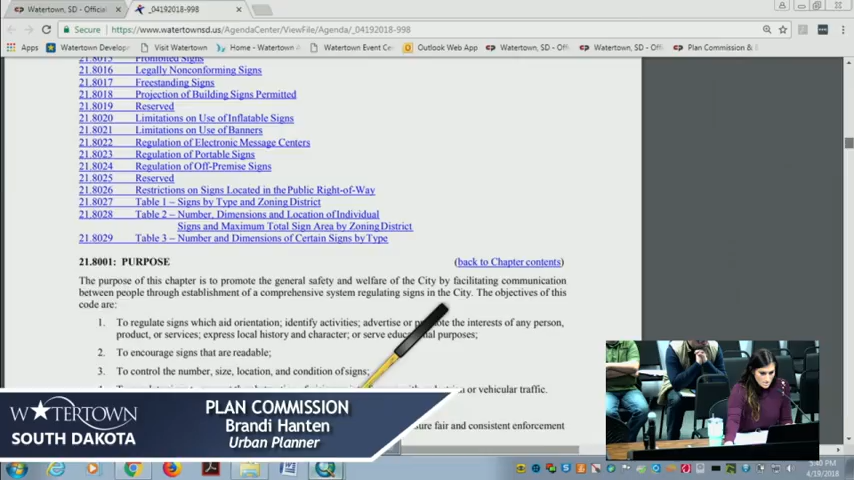 Watertown, SD - Official
_04192018-998
Secure
https://www.watertownsd.us/AgendaCenter/ViewFile/Agenda/_04192018-998
Apps
Watertown Develop
Visit Watertown
Home - Watertown A
Watertown Event Ce
Outlook Web App
Watertown, SD - Offi
Watertown, SD - Offi
Plan Commission &
21.8015 Prohibited Signs
21.8016 Legally Nonconforming Signs
21.8017 Freestanding Signs
21.8018 Projection of Building Signs Permitted
21.8019 Reserved
21.8020 Limitations on Use of Inflatable Signs
21.8021 Limitations on Use of Banners
21.8022 Regulation of Electronic Message Centers
21.8023 Regulation of Portable Signs
21.8024 Regulation of Off-Premise Signs
21.8025 Reserved
21.8026 Restrictions on Signs Located in the Public Right-of-Way
21.8027 Table 1 – Signs by Type and Zoning District
21.8028 Table 2 – Number, Dimensions and Location of Individual
Signs and Maximum Total Sign Area by Zoning District
21.8029 Table 3 – Number and Dimensions of Certain Signs by Type
21.8001: PURPOSE (back to Chapter contents)
The purpose of this chapter is to promote the general safety and welfare of the City by facilitating communication
between people through establishment of a comprehensive system regulating signs in the City. The objectives of this
code are:
1. To regulate signs which aid orientation; identify activities; advertise or promote the interests of any person,
product, or services; express local history and character; or serve educational purposes;
2. To encourage signs that are readable;
3. To control the number, size, location, and condition of signs;
or vehicular traffic.
sure fair and consistent enforcement
WATERTOWN
SOUTH DAKOTA
PLAN COMMISSION
Brandi Hanten
Urban Planner
5:40 PM
4/19/2018